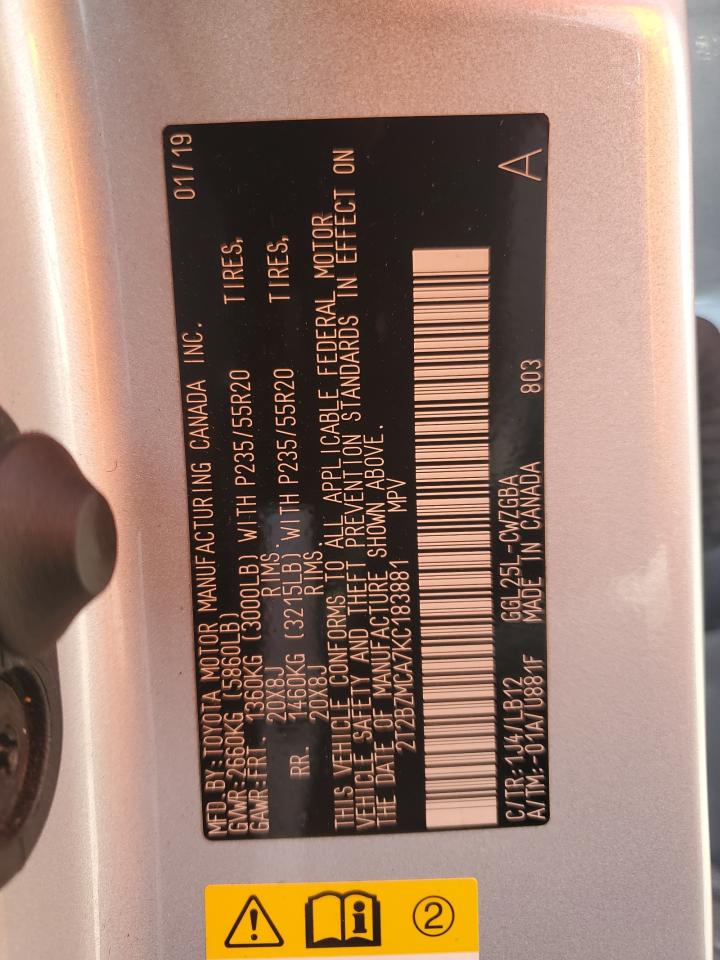 01/19
MFD.BY:TOYOTA MOTOR MANUFACTURING CANADA INC.
GVWR:2660KG (5860LB)
GAWR:FRT. 1360KG (3000LB) WITH P235/55R20 TIRES,
20X8J RIMS
RR. 1460KG (3215LB) WITH P235/55R20 TIRES,
20X8J RIMS
THIS VEHICLE CONFORMS TO ALL APPLICABLE FEDERAL MOTOR
VEHICLE SAFETY AND THEFT PREVENTION STANDARDS IN EFFECT ON
THE DATE OF MANUFACTURE SHOWN ABOVE.
2T2BZMCA7KC183881 MPV
C/TR:1J4/LB12 GGL25L-CWZGBA 803 A
A/TM:-01A/U881F MADE IN CANADA
2